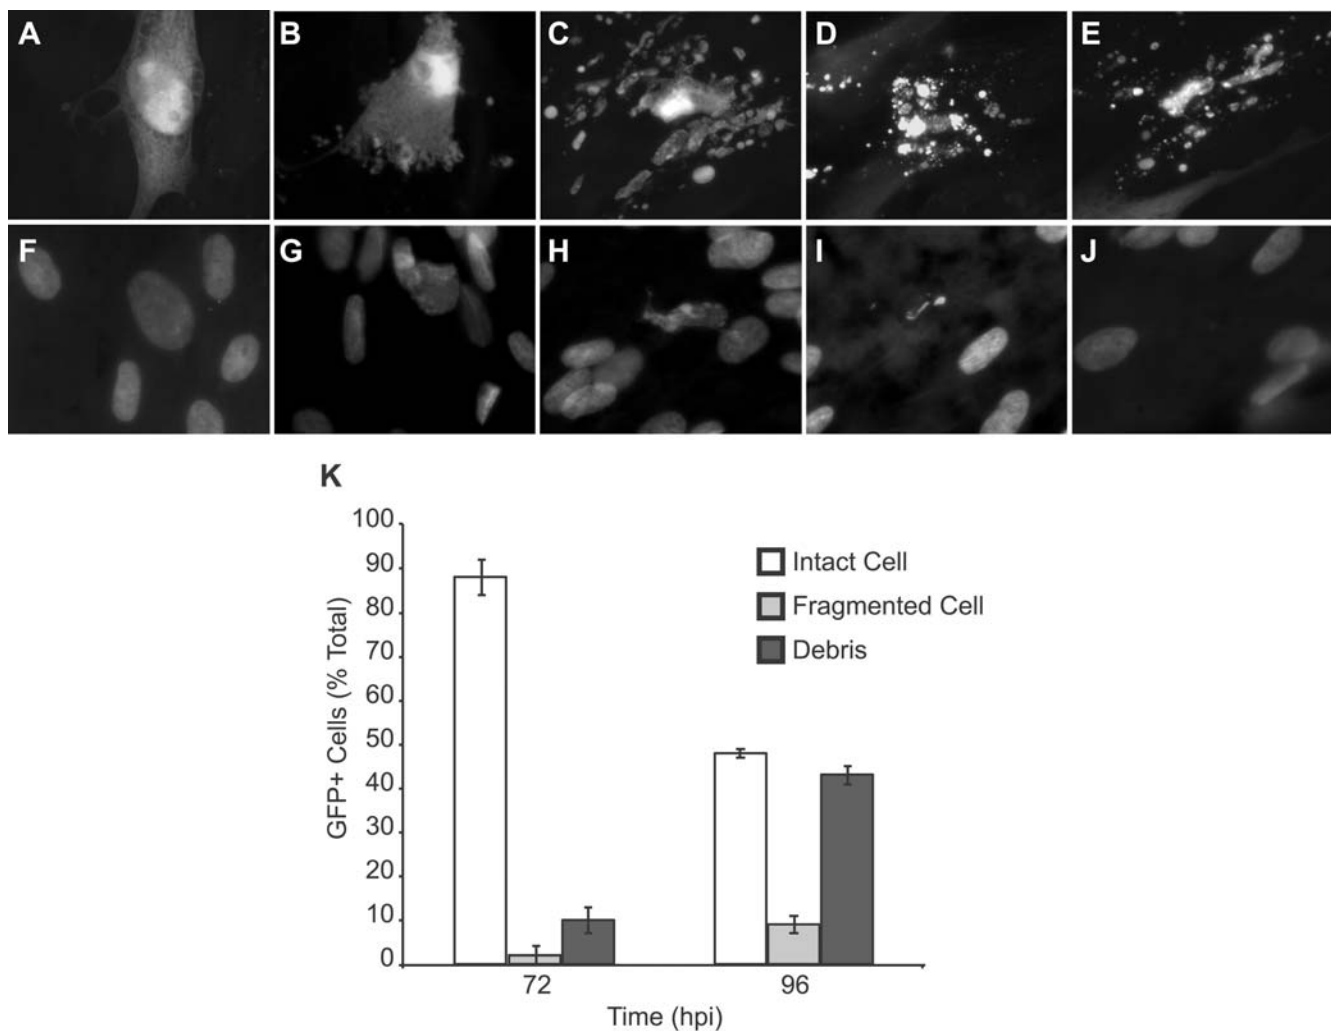 A B C D E
F G H I J
K
100
90
80
70
60
50
40
30
20
10
0
GFP+ Cells (% Total)
Intact Cell
Fragmented Cell
Debris
72 96
Time (hpi)